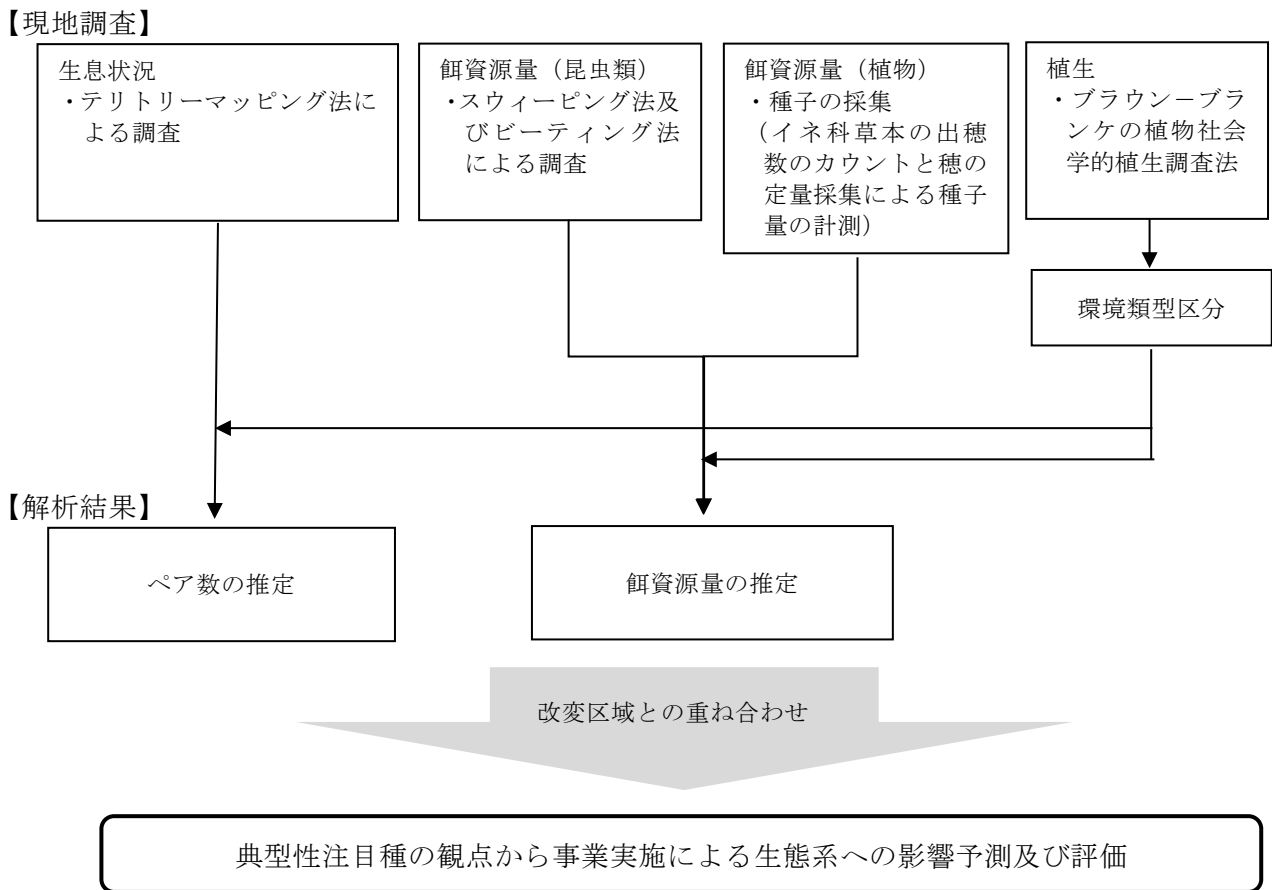 【現地調査】
生息状況
・テリトリーマッピング法に
よる調査
餌資源量（昆虫類）
・スウィーピング法及
びビーティング法
による調査
餌資源量（植物）
・種子の採集
（イネ科草本の出穂
数のカウントと穂の
定量採集による種子
量の計測）
植生
・ブラウン－ブラ
ンケの植物社会
学的植生調査法
環境類型区分
【解析結果】
ペア数の推定
餌資源量の推定
改変区域との重ね合わせ
典型性注目種の観点から事業実施による生態系への影響予測及び評価